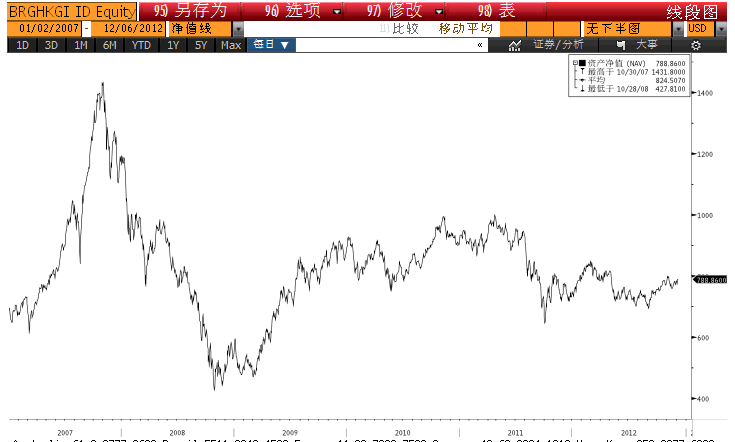 BRGHKGI ID Equity 95) 另存为 96) 选项 97) 修改 98) 表 线段图
01/02/2007 - 12/06/2012 净值线 比较 移动平均 无下半图 USD
1D 3D 1M 6M YTD 1Y 5Y Max 每日 ▼ « 证券/分析 大事
资产净值 (NAV) 788.8600
最高于 10/30/07 1431.8000
平均 824.5070
最低于 10/28/08 427.8100
1400
1000
800
788.8600
600
400
2007 2008 2009 2010 2011 2012